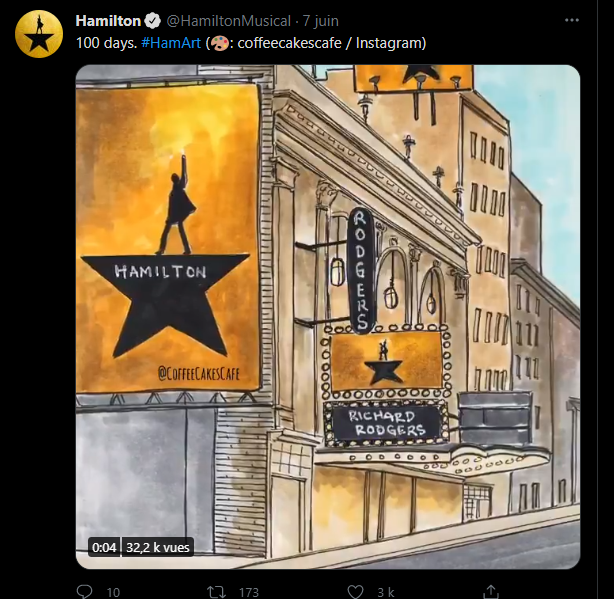 Hamilton @HamiltonMusical · 7 juin
100 days. #HamArt (🎨: coffeecakescafe / Instagram)
HAMILTON
@COFFEECAKESCAFE
RODGERS
RICHARD
RODGERS
0:04 32,2 k vues
10 173 3 k